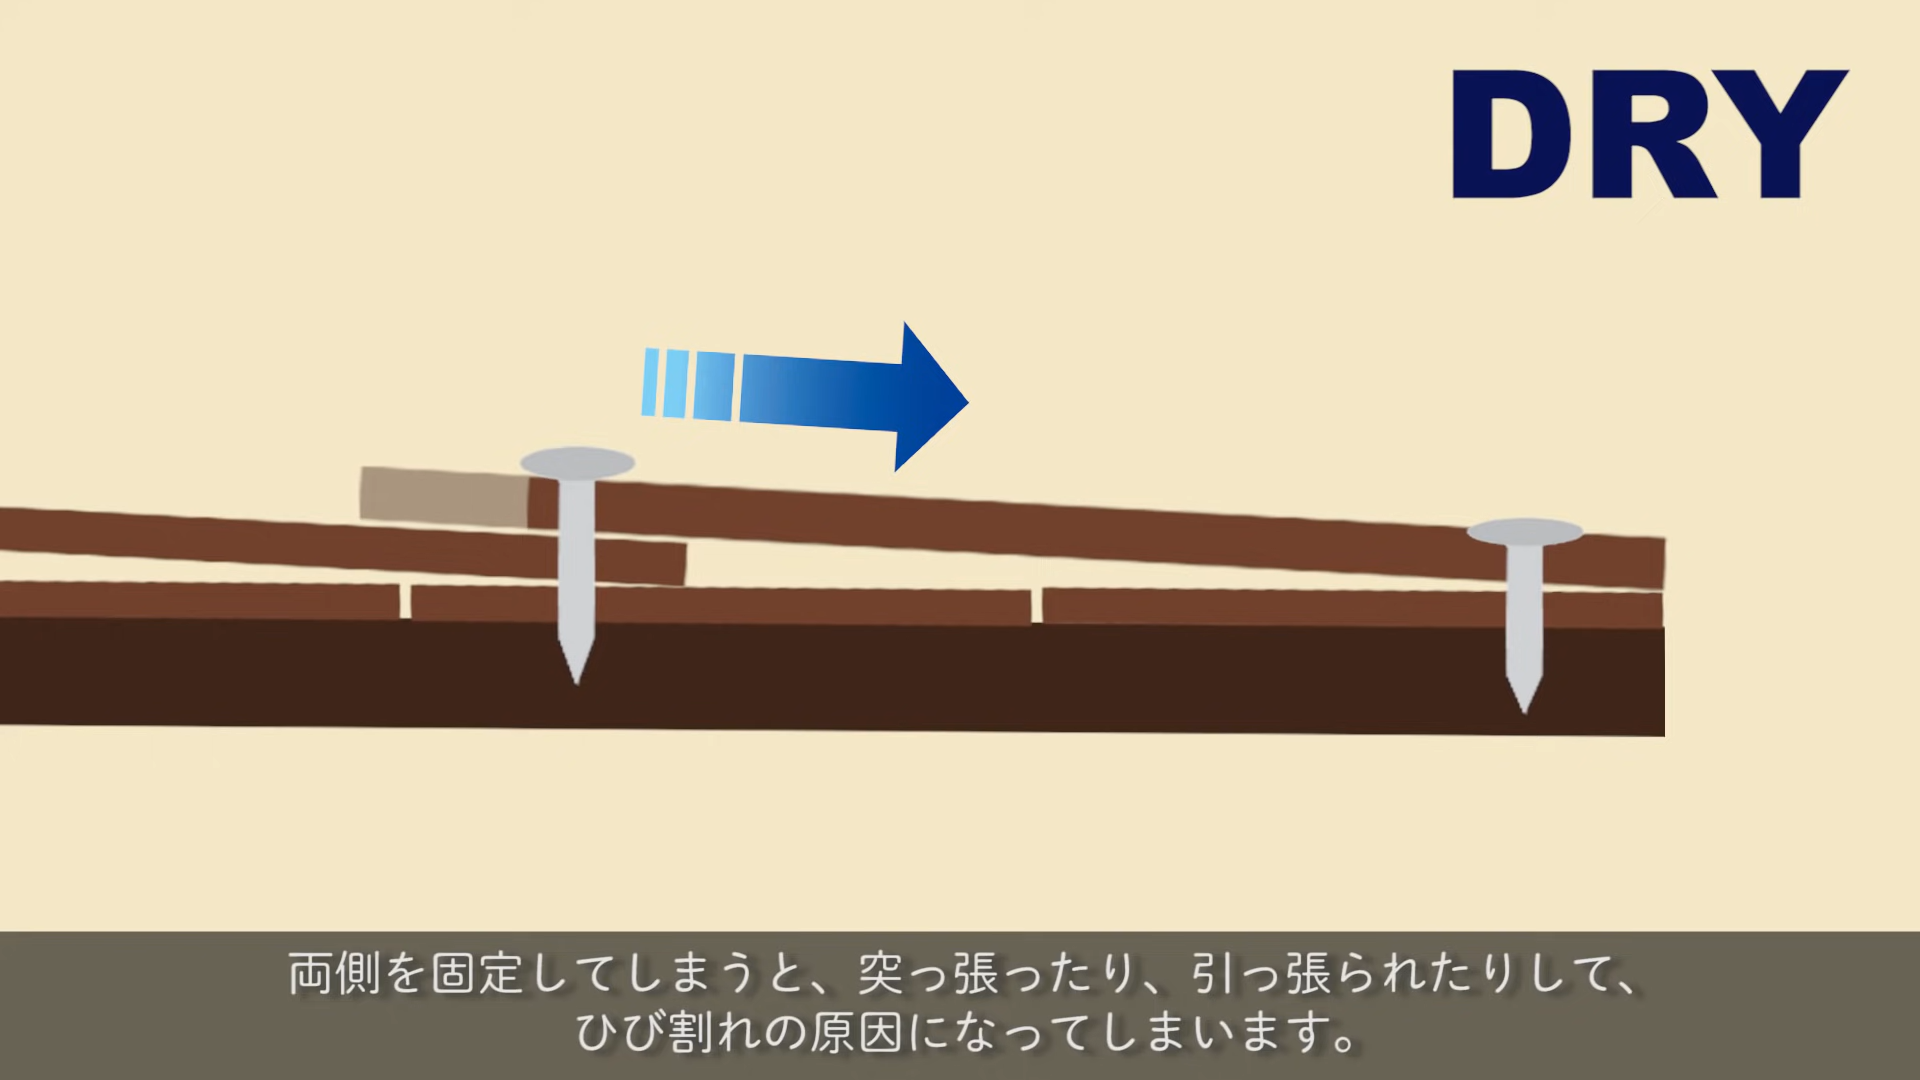 DRY
両側を固定してしまうと、突っ張ったり、引っ張られたりして、
ひび割れの原因になってしまいます。